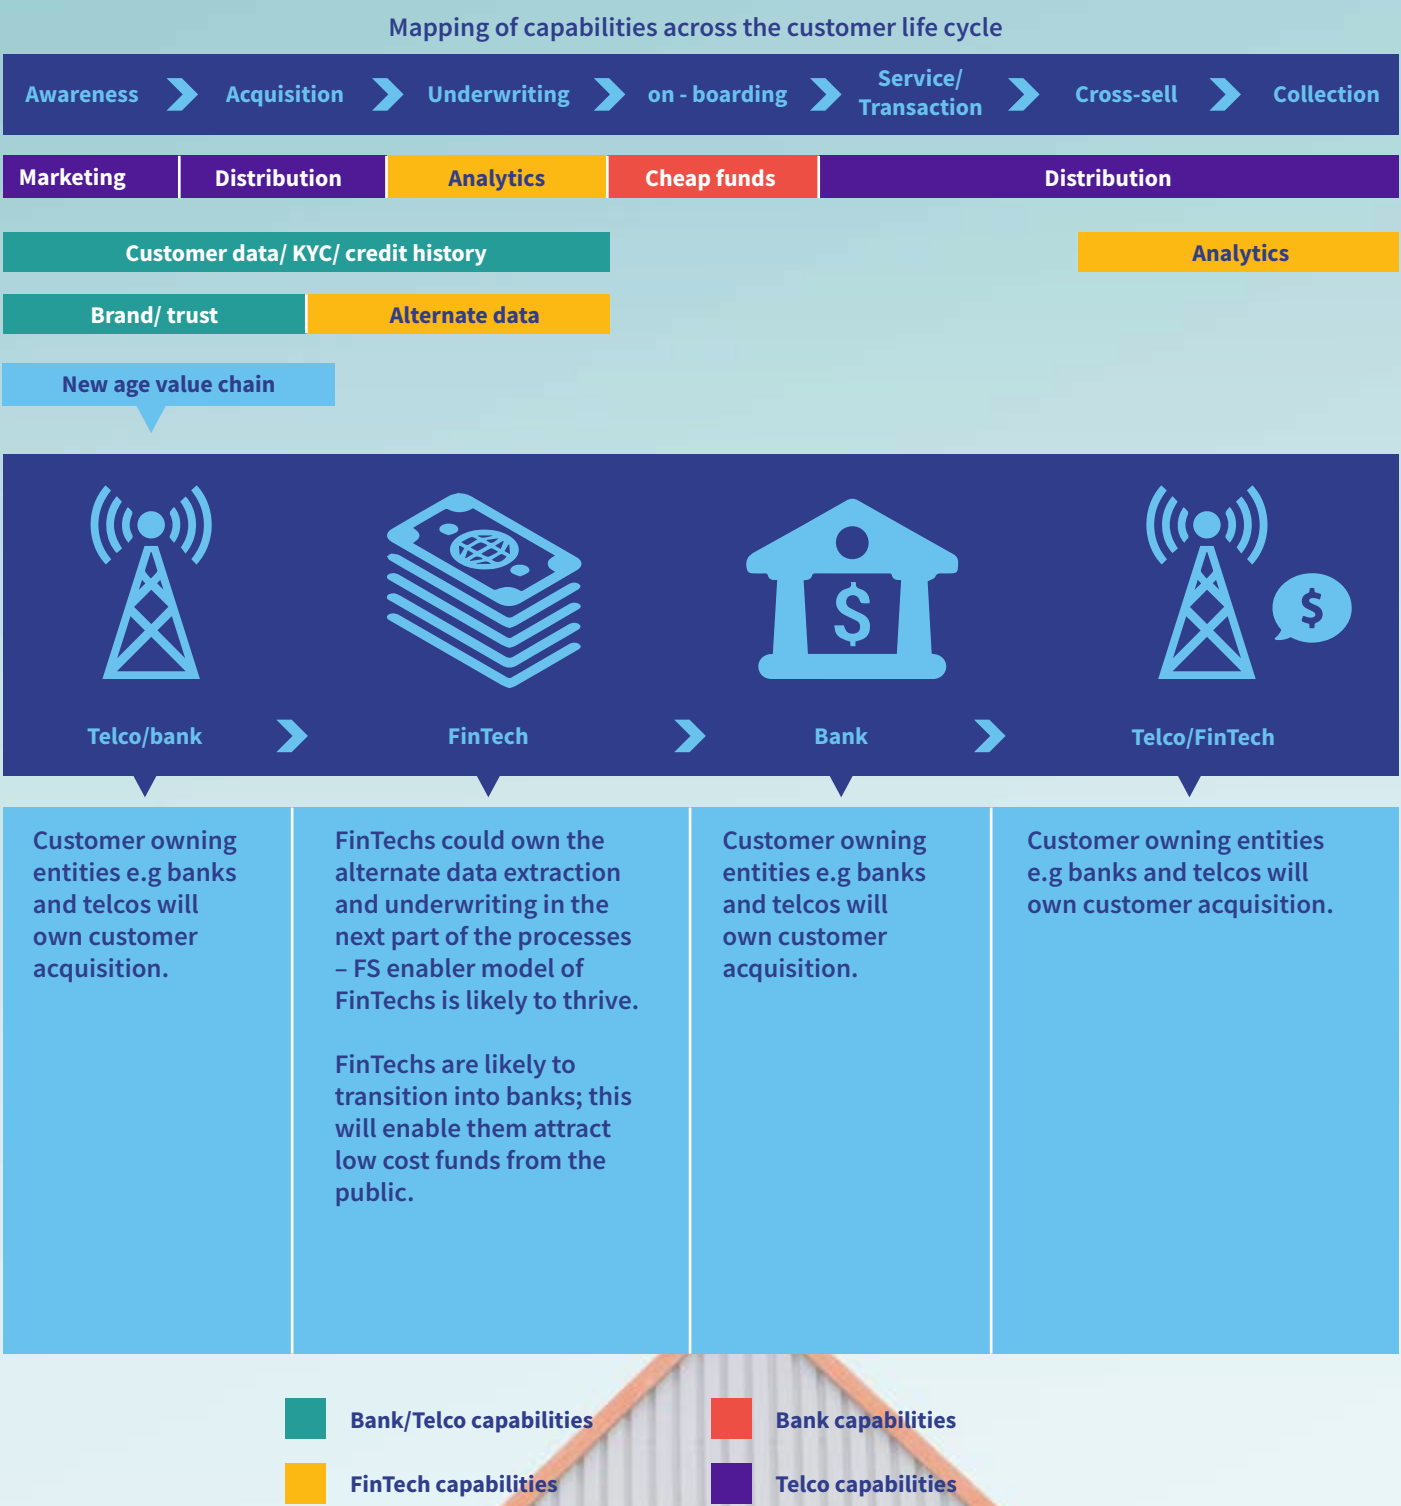 Mapping of capabilities across the customer life cycle
Awareness
Acquisition
Underwriting
on - boarding
Service/
Transaction
Cross-sell
Collection
Marketing
Distribution
Analytics
Cheap funds
Distribution
Customer data/ KYC/ credit history
Analytics
Brand/ trust
Alternate data
New age value chain
$
$
Telco/bank
FinTech
Bank
Telco/FinTech
Customer owning
entities e.g banks
and telcos will
own customer
acquisition.
FinTechs could own the
alternate data extraction
and underwriting in the
next part of the processes
– FS enabler model of
FinTechs is likely to thrive.
FinTechs are likely to
transition into banks; this
will enable them attract
low cost funds from the
public.
Customer owning
entities e.g banks
and telcos will
own customer
acquisition.
Customer owning entities
e.g banks and telcos will
own customer acquisition.
Bank/Telco capabilities
Bank capabilities
FinTech capabilities
Telco capabilities